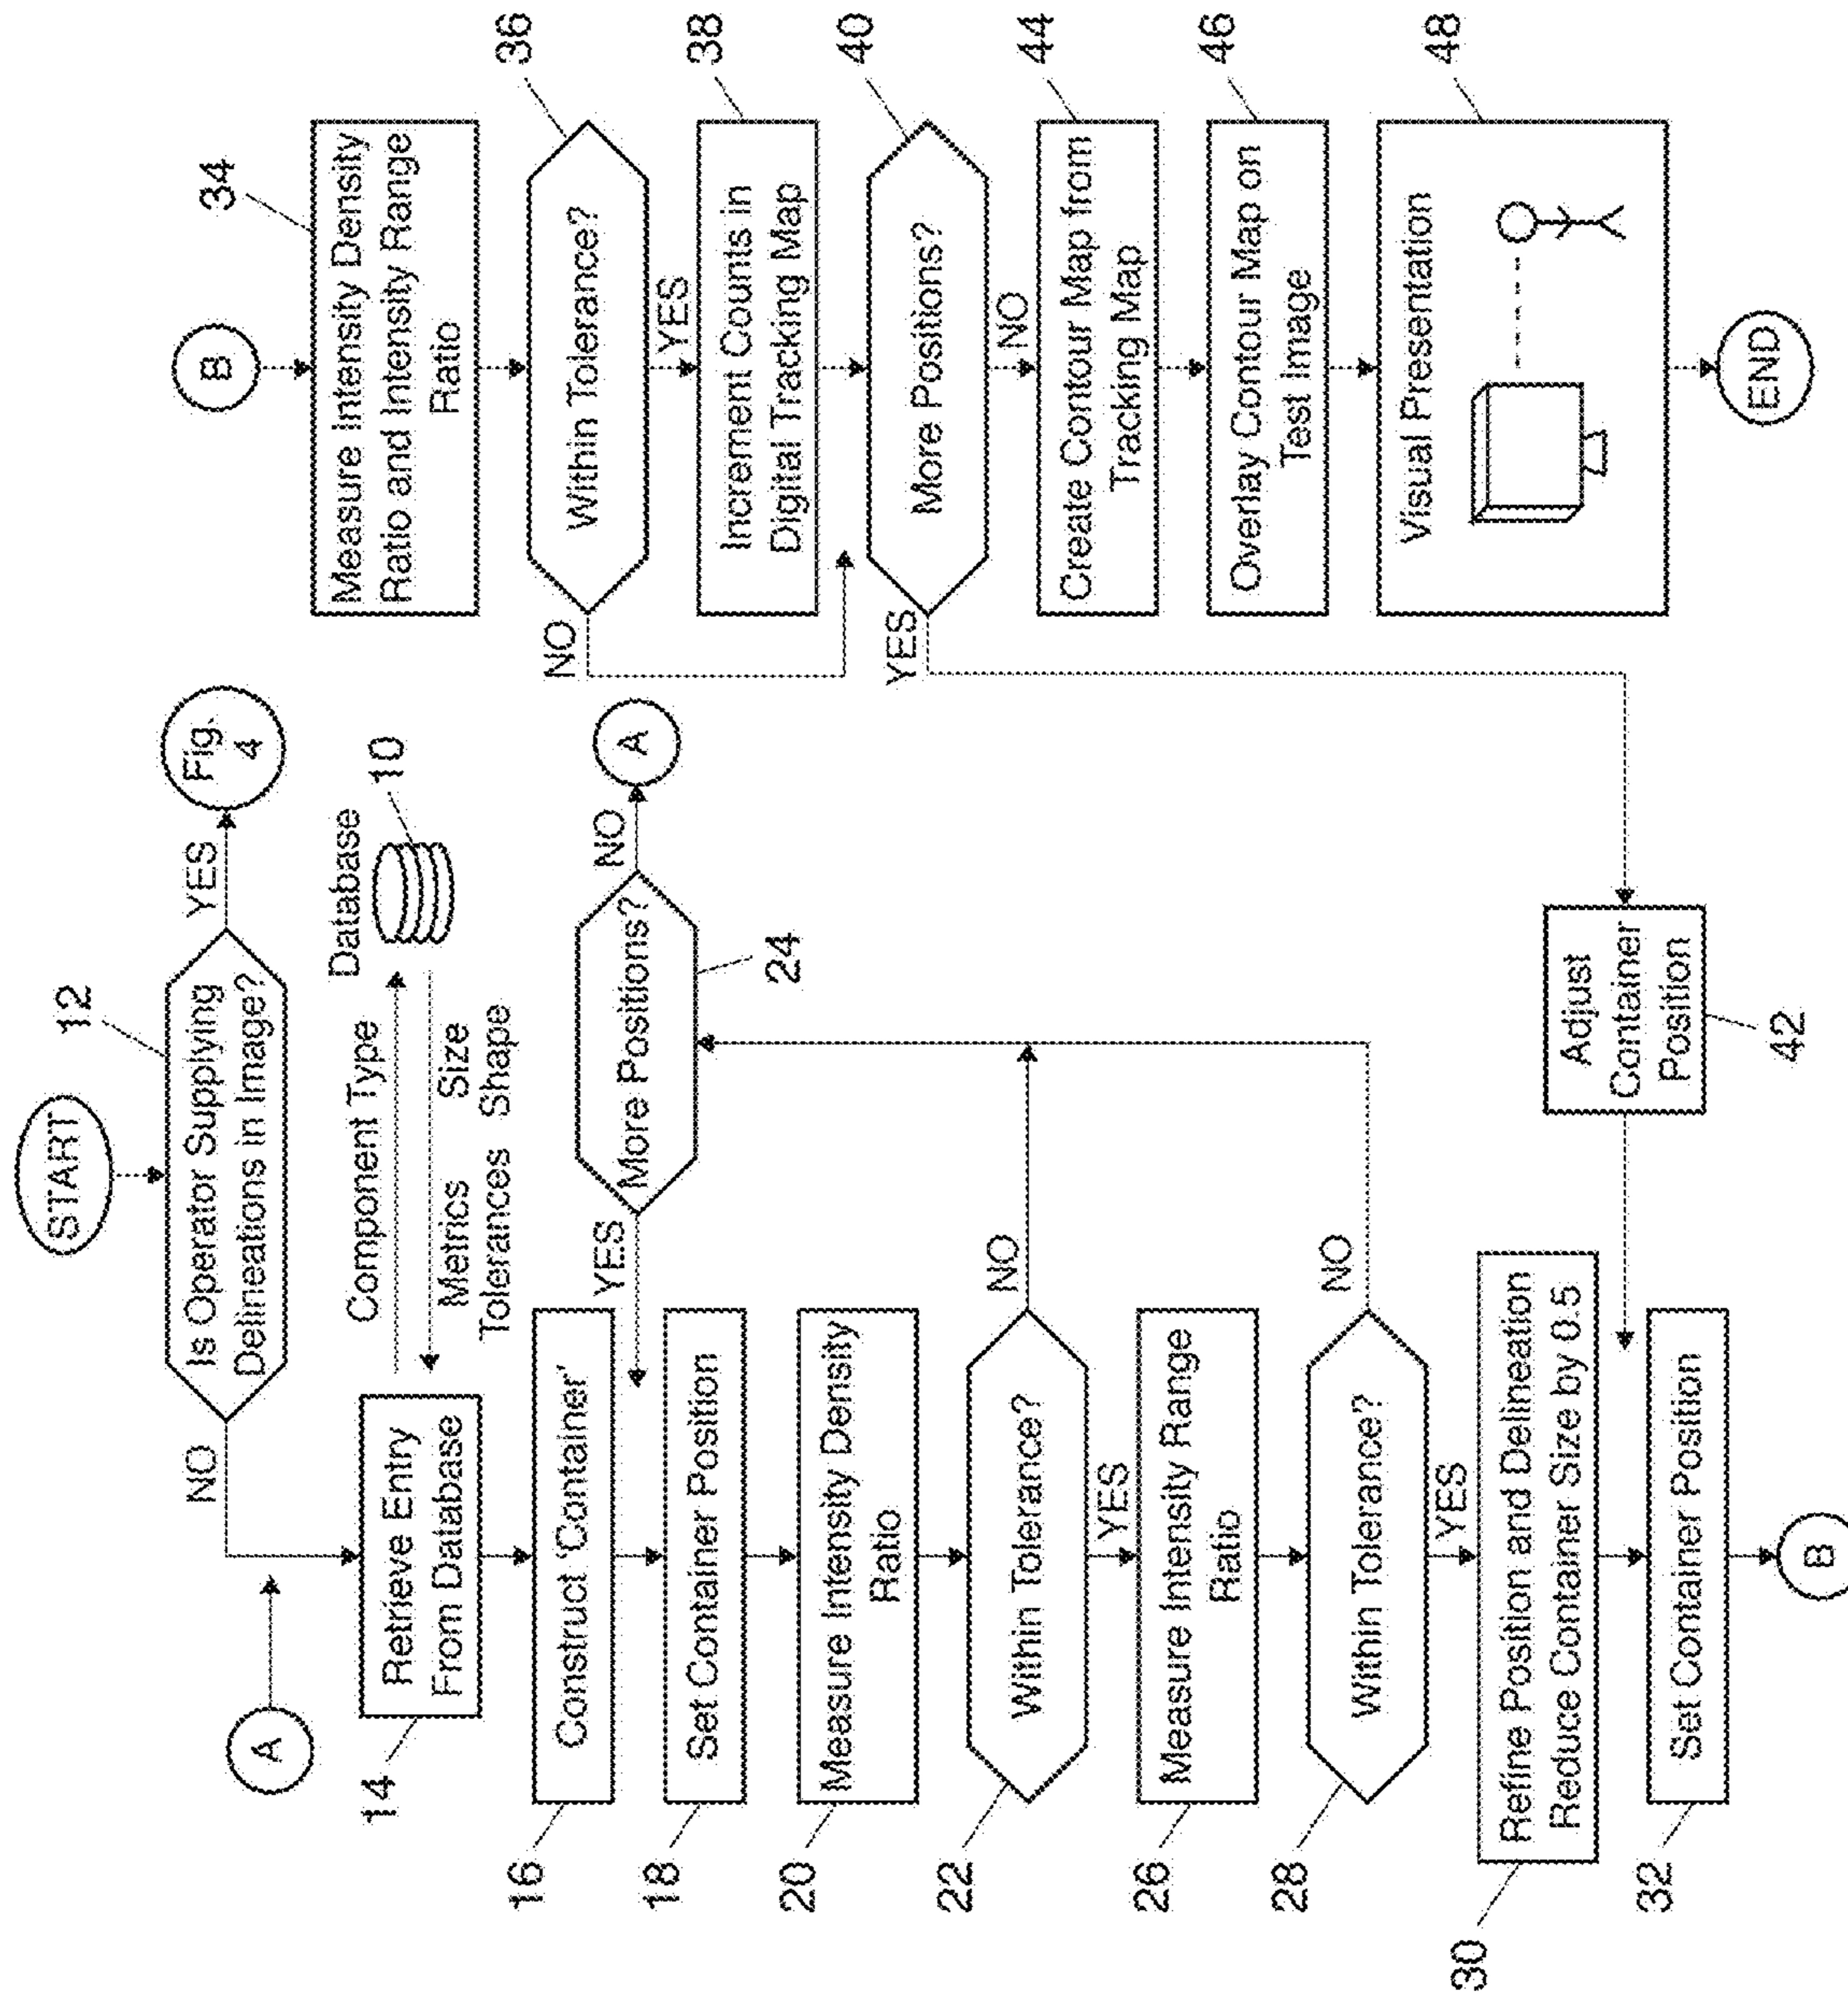 START
12
Is Operator Supplying
Delineations in Image?
YES
Fig.
4
NO
A
14
Retrieve Entry
From Database
Component Type
Metrics Size
Tolerances Shape
Database
10
16
Construct 'Container'
YES
More Positions?
NO
A
24
18
Set Container Position
20
Measure Intensity Density
Ratio
22
Within Tolerance?
NO
YES
26
Measure Intensity Range
Ratio
28
Within Tolerance?
NO
YES
30
Refine Position and Delineation
Reduce Container Size by 0.5
Adjust
Container
Position
42
32
Set Container Position
B
B
34
Measure Intensity Density
Ratio and Intensity Range
Ratio
36
Within Tolerance?
NO
YES
38
Increment Counts in
Digital Tracking Map
40
More Positions?
YES
NO
44
Create Contour Map from
Tracking Map
46
Overlay Contour Map on
Test Image
48
Visual Presentation
END